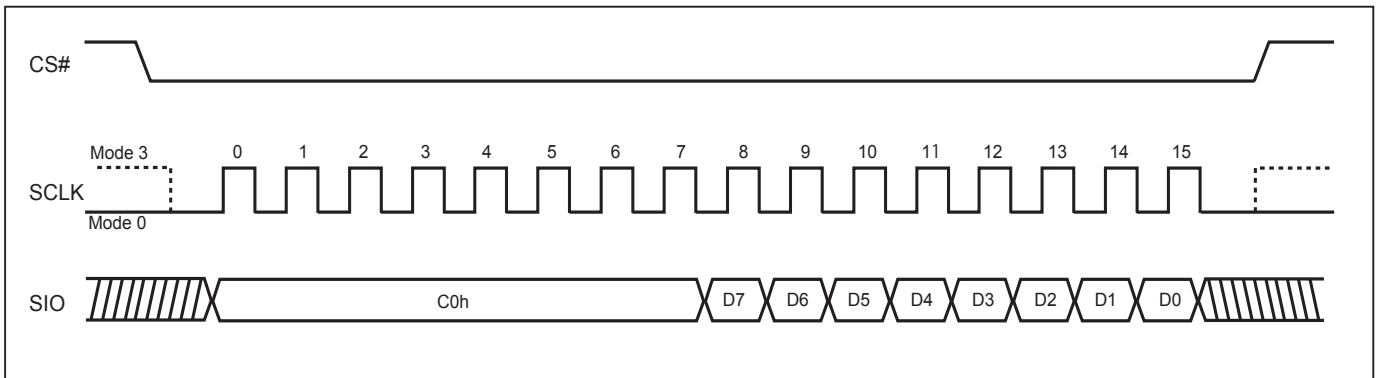 CS#
Mode 3 0 1 2 3 4 5 6 7 8 9 10 11 12 13 14 15
SCLK
Mode 0
SIO C0h D7 D6 D5 D4 D3 D2 D1 D0